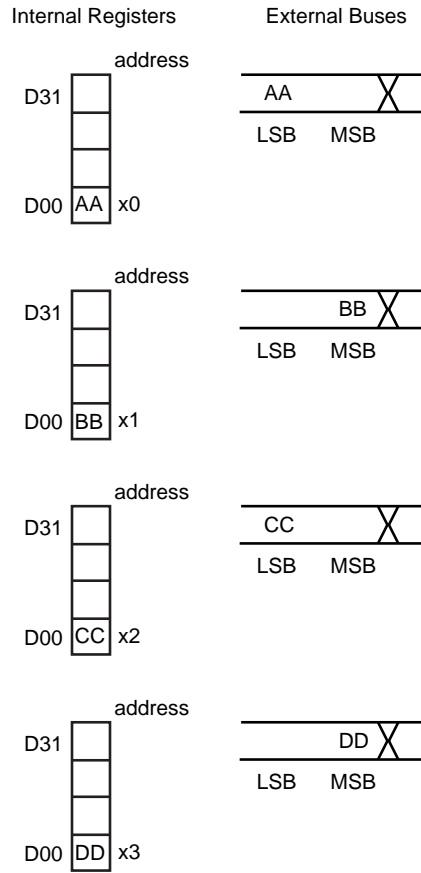 Internal Registers External Buses
address
D31 AA
LSB MSB
D00 AA x0
address
D31 BB
LSB MSB
D00 BB x1
address
D31 CC
LSB MSB
D00 CC x2
address
D31 DD
LSB MSB
D00 DD x3